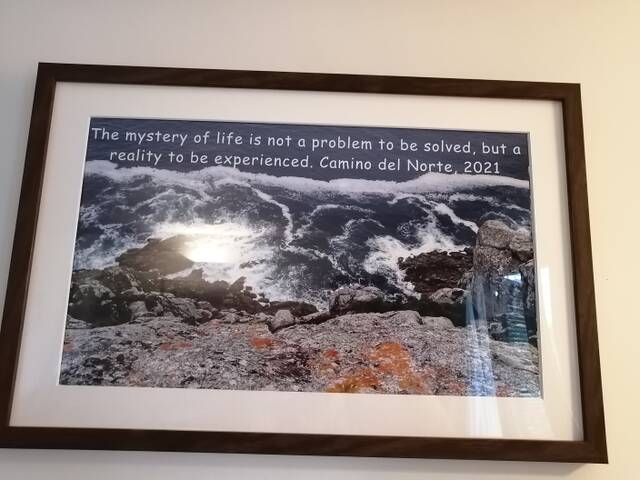 The mystery of life is not a problem to be solved, but a
reality to be experienced. Camino del Norte, 2021